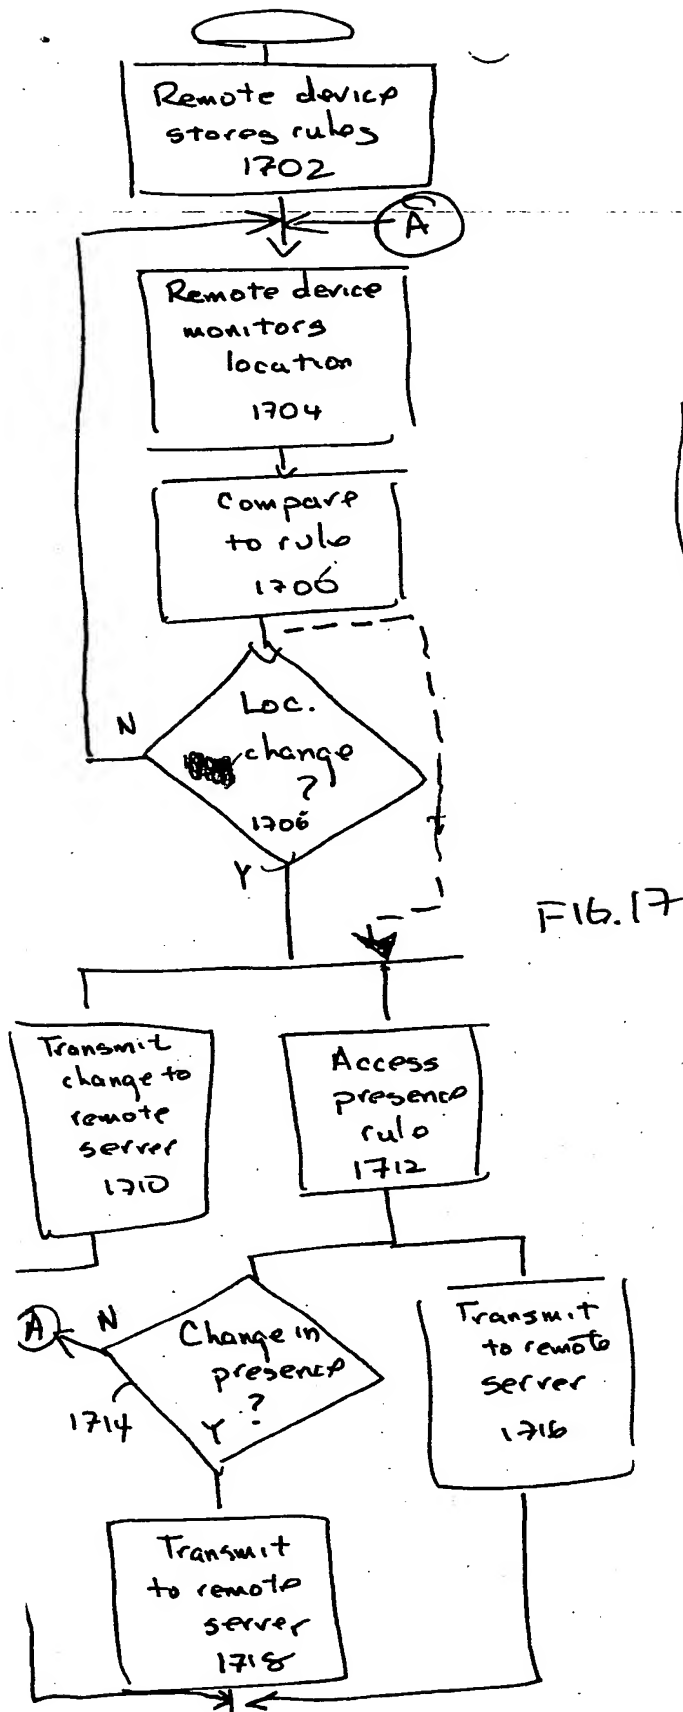 Remote device
stores rules
1702
A
Remote device
monitors
location
1704
Compare
to rule
1706
Loc.
change
?
1706
N
Y
FIG. 17
Transmit
change to
remote
server
1710
Access
presence
rule
1712
A
N
Change in
presence
?
Y
1714
Transmit
to remote
server
1716
Transmit
to remote
server
1718